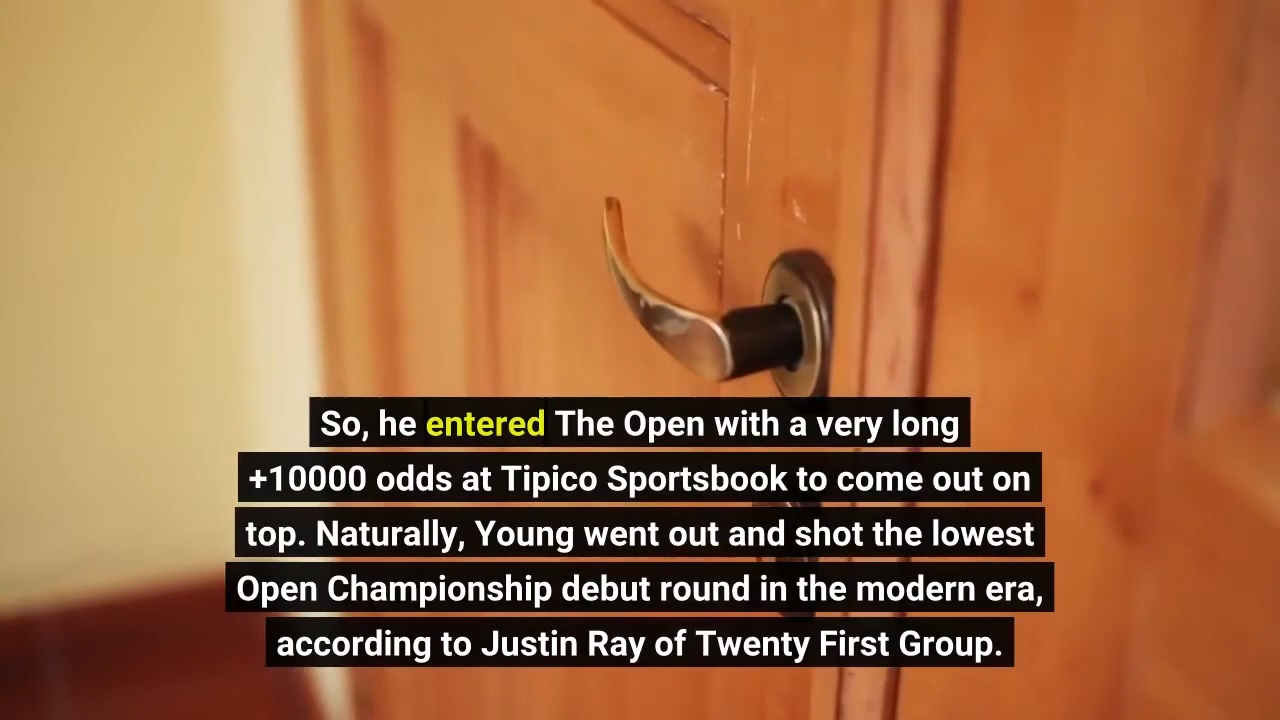 So, he entered The Open with a very long
+10000 odds at Tipico Sportsbook to come out on
top. Naturally, Young went out and shot the lowest
Open Championship debut round in the modern era,
according to Justin Ray of Twenty First Group.